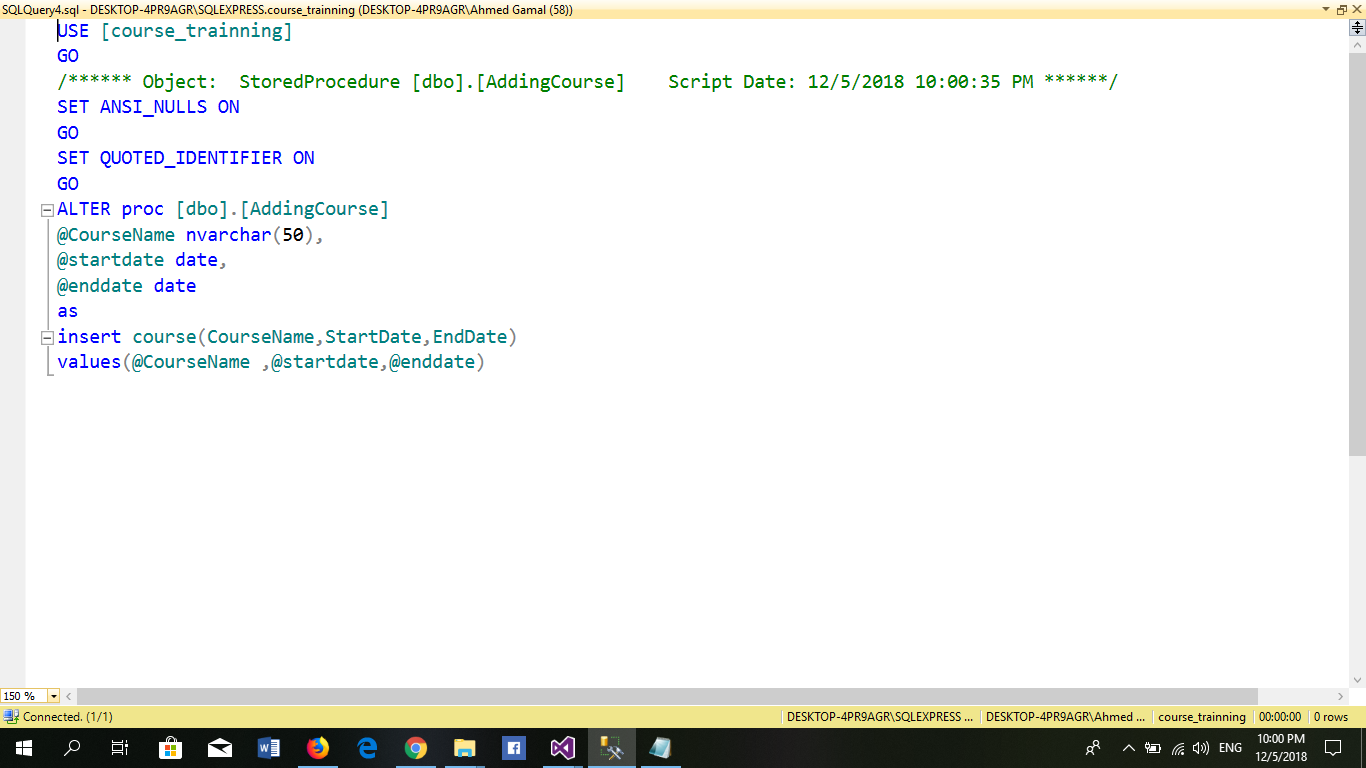 SQLQuery4.sql - DESKTOP-4PR9AGR\SQLEXPRESS.course_trainning (DESKTOP-4PR9AGR\Ahmed Gamal (58))
USE [course_trainning]
GO
/****** Object:  StoredProcedure [dbo].[AddingCourse]    Script Date: 12/5/2018 10:00:35 PM ******/
SET ANSI_NULLS ON
GO
SET QUOTED_IDENTIFIER ON
GO
ALTER proc [dbo].[AddingCourse]
@CourseName nvarchar(50),
@startdate date,
@enddate date
as
insert course(CourseName,StartDate,EndDate)
values(@CourseName ,@startdate,@enddate)
150 %
Connected. (1/1) DESKTOP-4PR9AGR\SQLEXPRESS ... DESKTOP-4PR9AGR\Ahmed ... course_trainning 00:00:00 0 rows
ENG 10:00 PM
12/5/2018